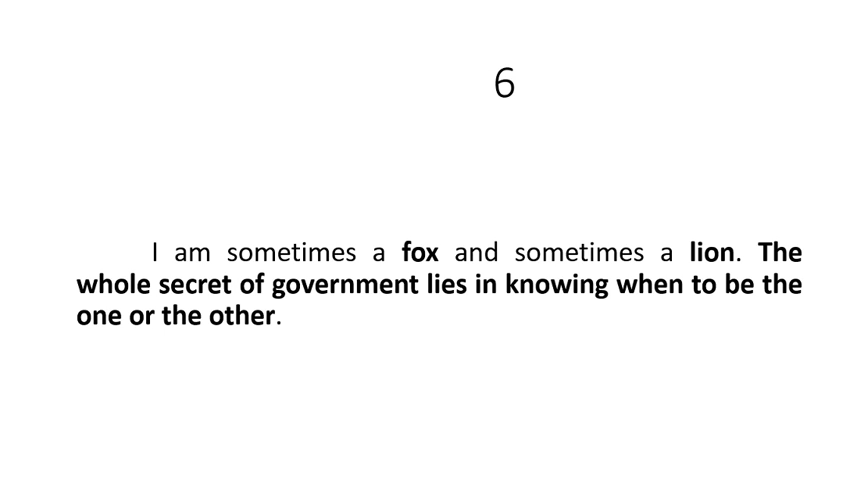 6
I am sometimes a fox and sometimes a lion. The
whole secret of government lies in knowing when to be the
one or the other.